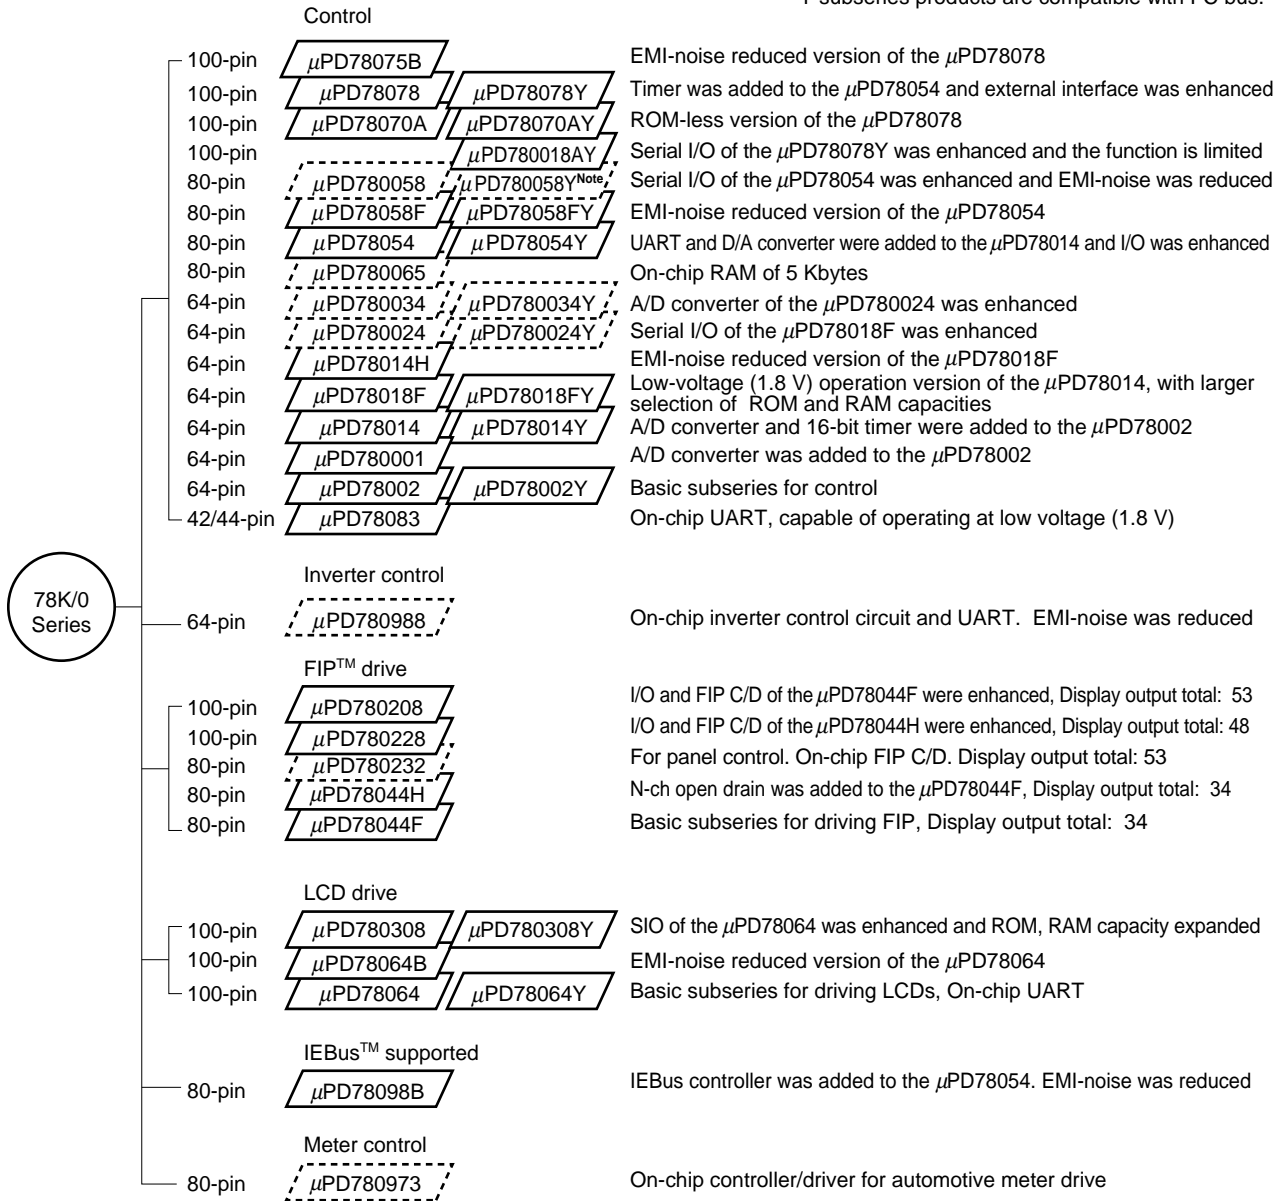 Y subseries products are compatible with I²C bus.
Control
100-pin μPD78075B EMI-noise reduced version of the μPD78078
100-pin μPD78078 μPD78078Y Timer was added to the μPD78054 and external interface was enhanced
100-pin μPD78070A μPD78070AY ROM-less version of the μPD78078
100-pin μPD780018AY Serial I/O of the μPD78078Y was enhanced and the function is limited
80-pin μPD780058 μPD780058Y^Note Serial I/O of the μPD78054 was enhanced and EMI-noise was reduced
80-pin μPD78058F μPD78058FY EMI-noise reduced version of the μPD78054
80-pin μPD78054 μPD78054Y UART and D/A converter were added to the μPD78014 and I/O was enhanced
80-pin μPD780065 On-chip RAM of 5 Kbytes
64-pin μPD780034 μPD780034Y A/D converter of the μPD780024 was enhanced
64-pin μPD780024 μPD780024Y Serial I/O of the μPD78018F was enhanced
64-pin μPD78014H EMI-noise reduced version of the μPD78018F
64-pin μPD78018F μPD78018FY Low-voltage (1.8 V) operation version of the μPD78014, with larger
selection of ROM and RAM capacities
64-pin μPD78014 μPD78014Y A/D converter and 16-bit timer were added to the μPD78002
64-pin μPD780001 A/D converter was added to the μPD78002
64-pin μPD78002 μPD78002Y Basic subseries for control
42/44-pin μPD78083 On-chip UART, capable of operating at low voltage (1.8 V)
78K/0
Series
Inverter control
64-pin μPD780988 On-chip inverter control circuit and UART. EMI-noise was reduced
FIP™ drive
100-pin μPD780208 I/O and FIP C/D of the μPD78044F were enhanced, Display output total: 53
100-pin μPD780228 I/O and FIP C/D of the μPD78044H were enhanced, Display output total: 48
80-pin μPD780232 For panel control. On-chip FIP C/D. Display output total: 53
80-pin μPD78044H N-ch open drain was added to the μPD78044F, Display output total: 34
80-pin μPD78044F Basic subseries for driving FIP, Display output total: 34
LCD drive
100-pin μPD780308 μPD780308Y SIO of the μPD78064 was enhanced and ROM, RAM capacity expanded
100-pin μPD78064B EMI-noise reduced version of the μPD78064
100-pin μPD78064 μPD78064Y Basic subseries for driving LCDs, On-chip UART
IEBus™ supported
80-pin μPD78098B IEBus controller was added to the μPD78054. EMI-noise was reduced
Meter control
80-pin μPD780973 On-chip controller/driver for automotive meter drive